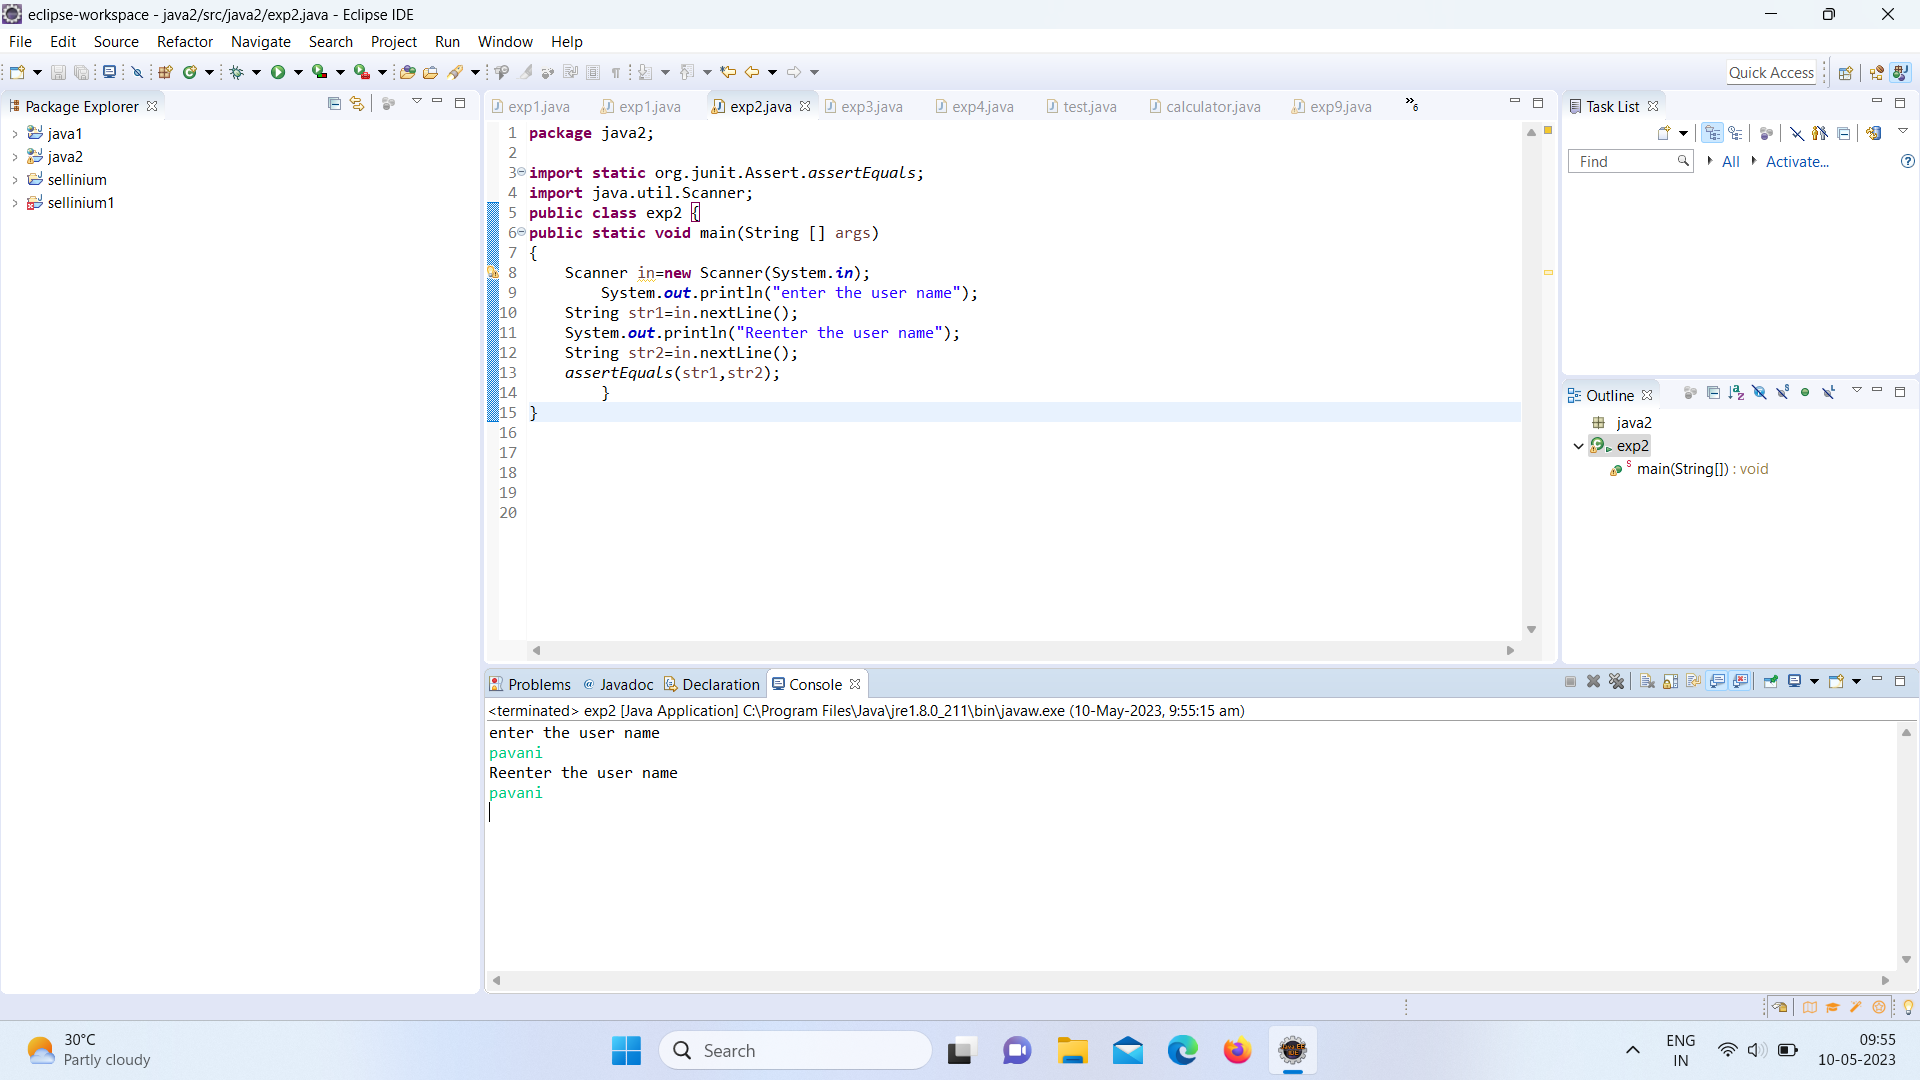 eclipse-workspace - java2/src/java2/exp2.java - Eclipse IDE
File Edit Source Refactor Navigate Search Project Run Window Help
Quick Access
Package Explorer
java1
java2
sellinium
sellinium1
exp1.java exp1.java exp2.java exp3.java exp4.java test.java calculator.java exp9.java »6
1 package java2;
2
3 import static org.junit.Assert.assertEquals;
4 import java.util.Scanner;
5 public class exp2 {
6 public static void main(String [] args)
7 {
8 Scanner in=new Scanner(System.in);
9 System.out.println("enter the user name");
10 String str1=in.nextLine();
11 System.out.println("Reenter the user name");
12 String str2=in.nextLine();
13 assertEquals(str1,str2);
14 }
15 }
16
17
18
19
20
Task List
Find All Activate...
Outline
java2
exp2
main(String[]) : void
Problems @ Javadoc Declaration Console
<terminated> exp2 [Java Application] C:\Program Files\Java\jre1.8.0_211\bin\javaw.exe (10-May-2023, 9:55:15 am)
enter the user name
pavani
Reenter the user name
pavani
30°C
Partly cloudy
Search
ENG
IN
09:55
10-05-2023